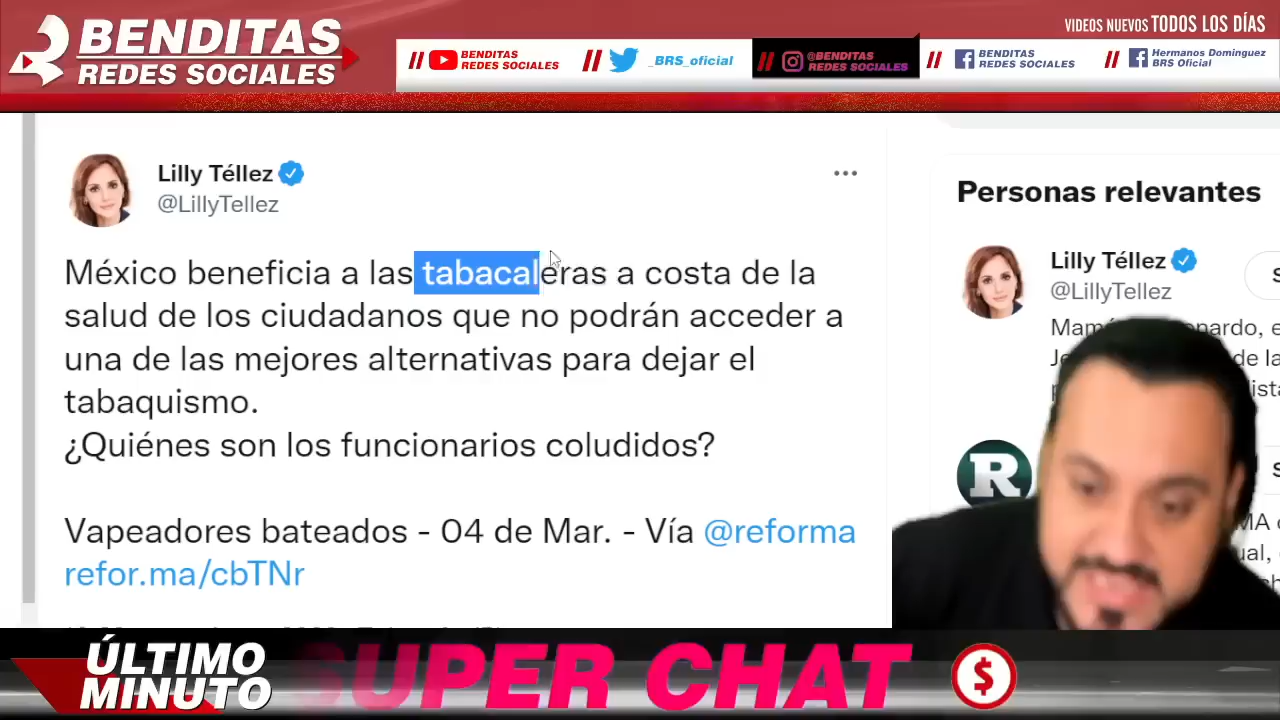 BENDITAS
REDES SOCIALES
VIDEOS NUEVOS TODOS LOS DÍAS
// BENDITAS
REDES SOCIALES
// _BRS_oficial
// @BENDITAS
REDES SOCIALES
// BENDITAS
REDES SOCIALES
// Hermanos Dominguez
BRS Oficial
Lilly Téllez
@LillyTellez
México beneficia a las tabacaleras a costa de la
salud de los ciudadanos que no podrán acceder a
una de las mejores alternativas para dejar el
tabaquismo.
¿Quiénes son los funcionarios coludidos?
Vapeadores bateados - 04 de Mar. - Vía @reforma
refor.ma/cbTNr
Personas relevantes
Lilly Téllez
@LillyTellez
R
ÚLTIMO
MINUTO
SUPER CHAT
$